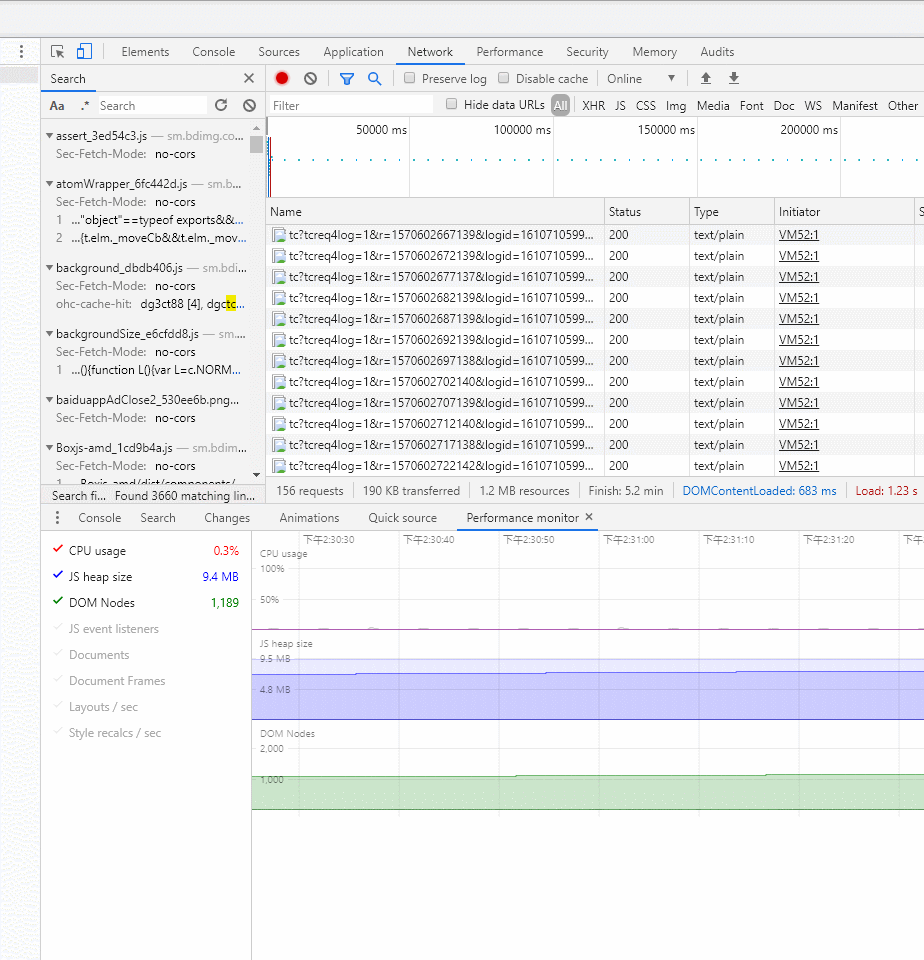 Elements Console Sources Application Network Performance Security Memory Audits
Search
Preserve log Disable cache Online
Aa .* Search
Filter Hide data URLs All XHR JS CSS Img Media Font Doc WS Manifest Other
assert_3ed54c3.js — sm.bdimg.co...
Sec-Fetch-Mode: no-cors
atomWrapper_6fc442d.js — sm.b...
Sec-Fetch-Mode: no-cors
1 ..."object"==typeof exports&&...
2 ...{t.elm._moveCb&&t.elm._mov...
background_dbdb406.js — sm.bdi...
Sec-Fetch-Mode: no-cors
ohc-cache-hit: dg3ct88 [4], dgctc...
backgroundSize_e6cfdd8.js — sm....
Sec-Fetch-Mode: no-cors
1 ...(){function L(){var L=c.NORM...
baiduappAdClose2_530ee6b.png...
Sec-Fetch-Mode: no-cors
Boxjs-amd_1cd9b4a.js — sm.bdim...
Sec-Fetch-Mode: no-cors
1 ...Boxjs-amd/dist/components/...
Search fi... Found 3660 matching lin...
50000 ms 100000 ms 150000 ms 200000 ms
Name Status Type Initiator S
tc?tcreq4log=1&r=1570602667139&logid=1610710599... 200 text/plain VM52:1
tc?tcreq4log=1&r=1570602672139&logid=1610710599... 200 text/plain VM52:1
tc?tcreq4log=1&r=1570602677137&logid=1610710599... 200 text/plain VM52:1
tc?tcreq4log=1&r=1570602682139&logid=1610710599... 200 text/plain VM52:1
tc?tcreq4log=1&r=1570602687139&logid=1610710599... 200 text/plain VM52:1
tc?tcreq4log=1&r=1570602692139&logid=1610710599... 200 text/plain VM52:1
tc?tcreq4log=1&r=1570602697138&logid=1610710599... 200 text/plain VM52:1
tc?tcreq4log=1&r=1570602702140&logid=1610710599... 200 text/plain VM52:1
tc?tcreq4log=1&r=1570602707139&logid=1610710599... 200 text/plain VM52:1
tc?tcreq4log=1&r=1570602712140&logid=1610710599... 200 text/plain VM52:1
tc?tcreq4log=1&r=1570602717138&logid=1610710599... 200 text/plain VM52:1
tc?tcreq4log=1&r=1570602722142&logid=1610710599... 200 text/plain VM52:1
156 requests 190 KB transferred 1.2 MB resources Finish: 5.2 min DOMContentLoaded: 683 ms Load: 1.23 s
Console Search Changes Animations Quick source Performance monitor
CPU usage 0.3%
JS heap size 9.4 MB
DOM Nodes 1,189
JS event listeners
Documents
Document Frames
Layouts / sec
Style recalcs / sec
下午2:30:30 下午2:30:40 下午2:30:50 下午2:31:00 下午2:31:10 下午2:31:20 下午
CPU usage
100%
50%
JS heap size
9.5 MB
4.8 MB
DOM Nodes
2,000
1,000